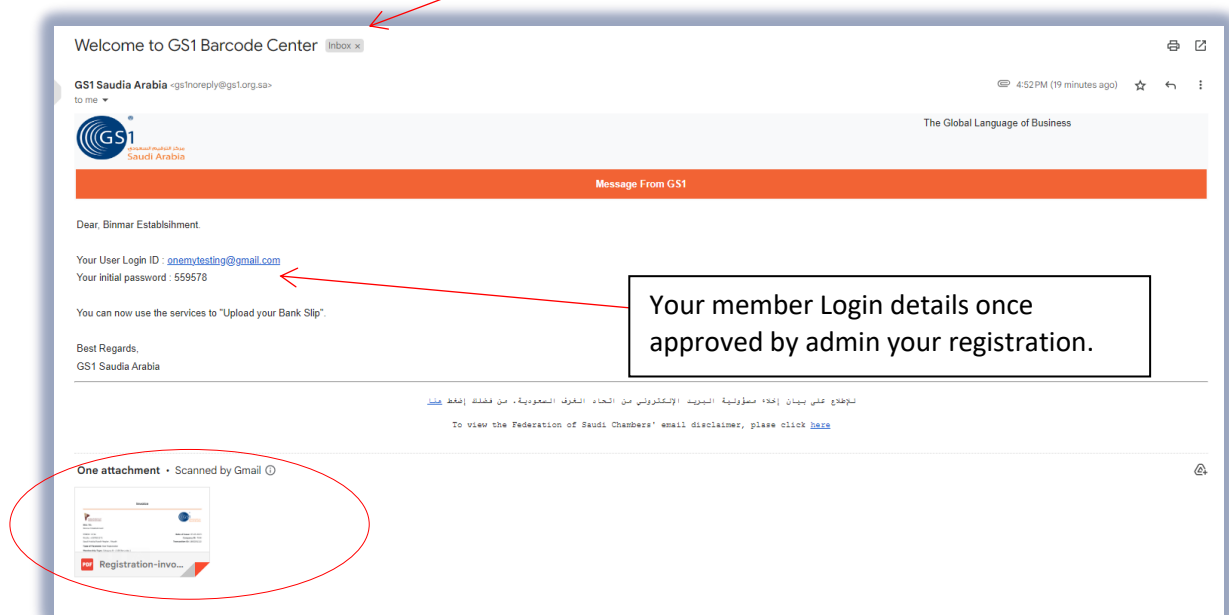 Welcome to GS1 Barcode Center Inbox x
GS1 Saudia Arabia <gs1noreply@gs1.org.sa>
4:52 PM (19 minutes ago)
to me
GS1
Saudi Arabia
The Global Language of Business
Message From GS1
Dear, Binmar Establsihment.
Your User Login ID : onemytesting@gmail.com
Your initial password : 559578
You can now use the services to "Upload your Bank Slip".
Your member Login details once
approved by admin your registration.
Best Regards,
GS1 Saudia Arabia
للإطلاع على بيان إخلاء مسؤولية البريد الإلكتروني من اتحاد الغرف السعودية، من فضلك إضغط هنا
To view the Federation of Saudi Chambers' email disclaimer, plase click here
One attachment • Scanned by Gmail
PDF Registration-invo...